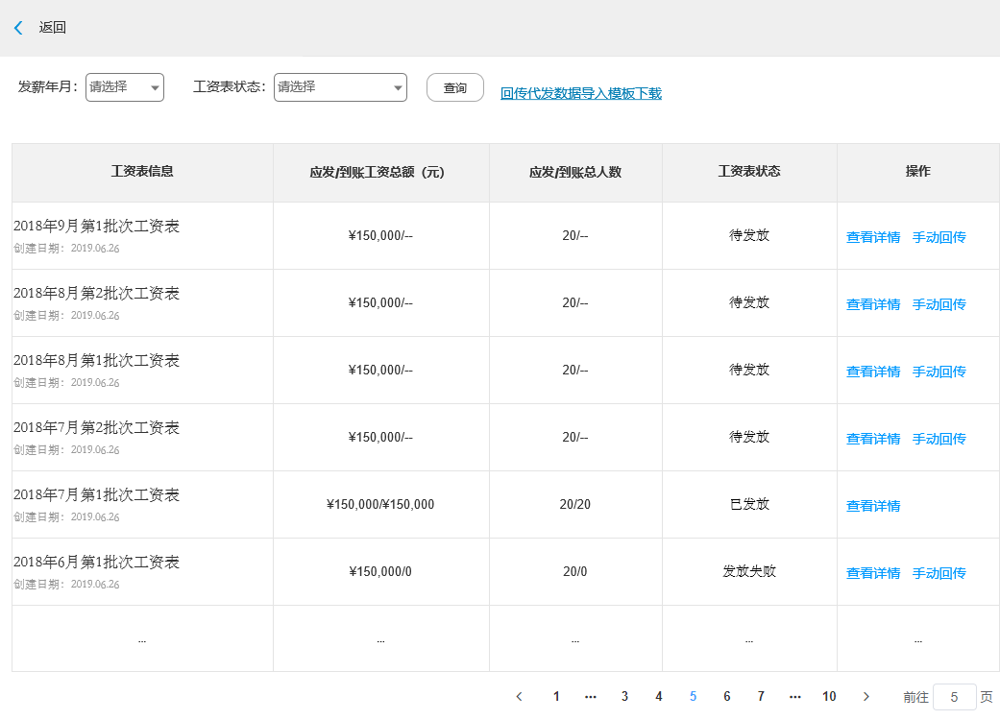 返回
发薪年月： 请选择 工资表状态： 请选择 查询 回传代发数据导入模板下载
工资表信息 应发/到账工资总额（元） 应发/到账总人数 工资表状态 操作
2018年9月第1批次工资表 ¥150,000/-- 20/-- 待发放 查看详情 手动回传
创建日期：2019.06.26
2018年8月第2批次工资表 ¥150,000/-- 20/-- 待发放 查看详情 手动回传
创建日期：2019.06.26
2018年8月第1批次工资表 ¥150,000/-- 20/-- 待发放 查看详情 手动回传
创建日期：2019.06.26
2018年7月第2批次工资表 ¥150,000/-- 20/-- 待发放 查看详情 手动回传
创建日期：2019.06.26
2018年7月第1批次工资表 ¥150,000/¥150,000 20/20 已发放 查看详情
创建日期：2019.06.26
2018年6月第1批次工资表 ¥150,000/0 20/0 发放失败 查看详情 手动回传
创建日期：2019.06.26
... ... ... ... ...
< 1 ··· 3 4 5 6 7 ··· 10 > 前往 5 页